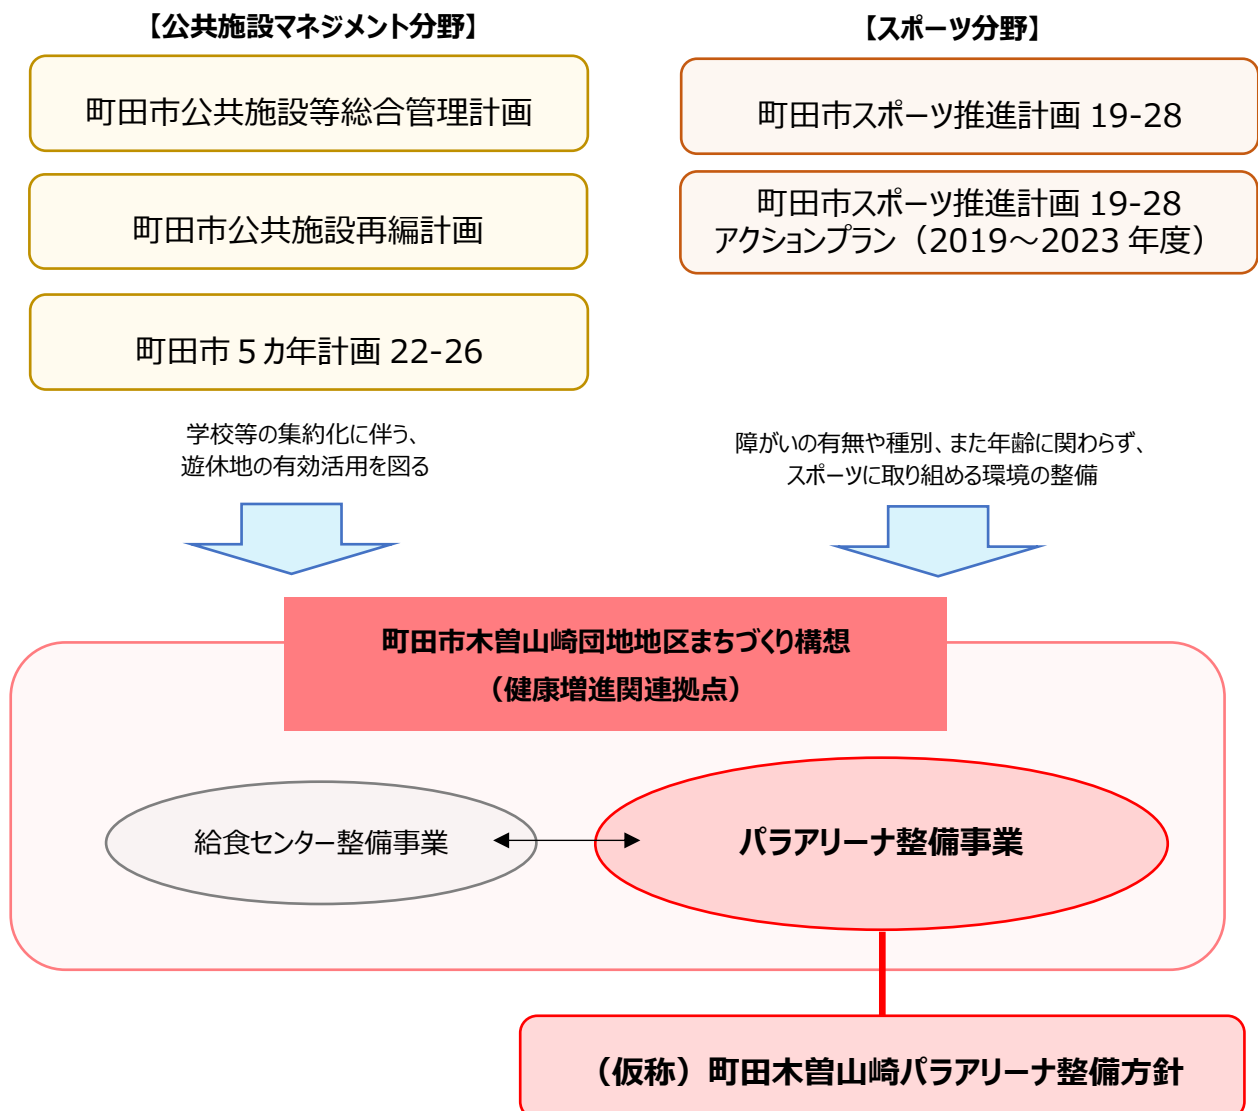 【公共施設マネジメント分野】
町田市公共施設等総合管理計画
町田市公共施設再編計画
町田市５カ年計画 22-26
学校等の集約化に伴う、
遊休地の有効活用を図る
【スポーツ分野】
町田市スポーツ推進計画 19-28
町田市スポーツ推進計画 19-28
アクションプラン（2019～2023 年度）
障がいの有無や種別、また年齢に関わらず、
スポーツに取り組める環境の整備
町田市木曽山崎団地地区まちづくり構想
（健康増進関連拠点）
給食センター整備事業
パラアリーナ整備事業
（仮称）町田木曽山崎パラアリーナ整備方針